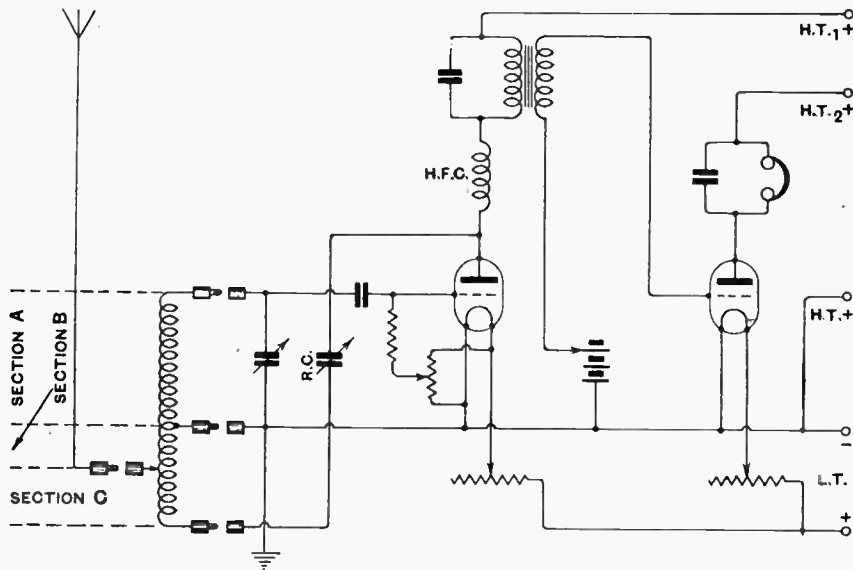 H.T.1+
H.T.2+
H.F.C.
SECTION A
SECTION B
R.C.
H.T.+
−
SECTION C
L.T.
+